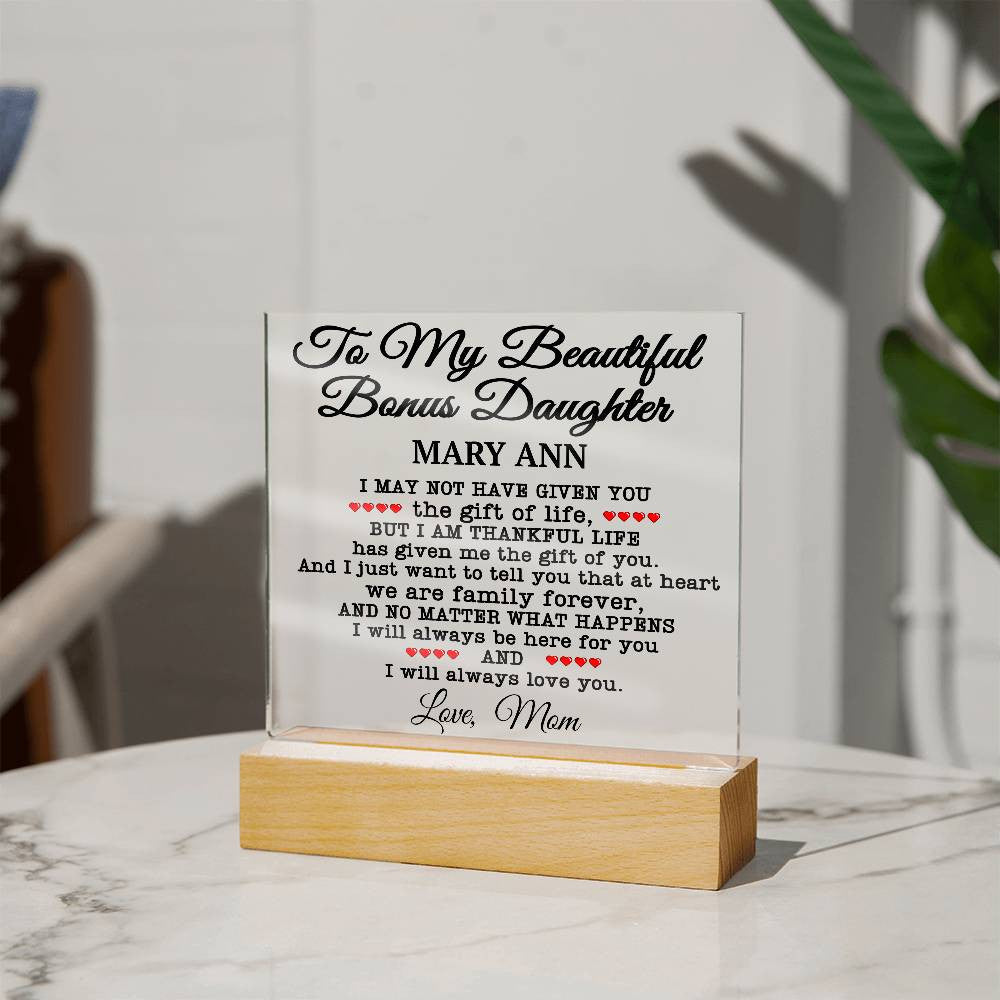 To My Beautiful
Bonus Daughter
MARY ANN
I MAY NOT HAVE GIVEN YOU
the gift of life,
BUT I AM THANKFUL LIFE
has given me the gift of you.
And I just want to tell you that at heart
we are family forever,
AND NO MATTER WHAT HAPPENS
I will always be here for you
AND
I will always love you.
Love, Mom